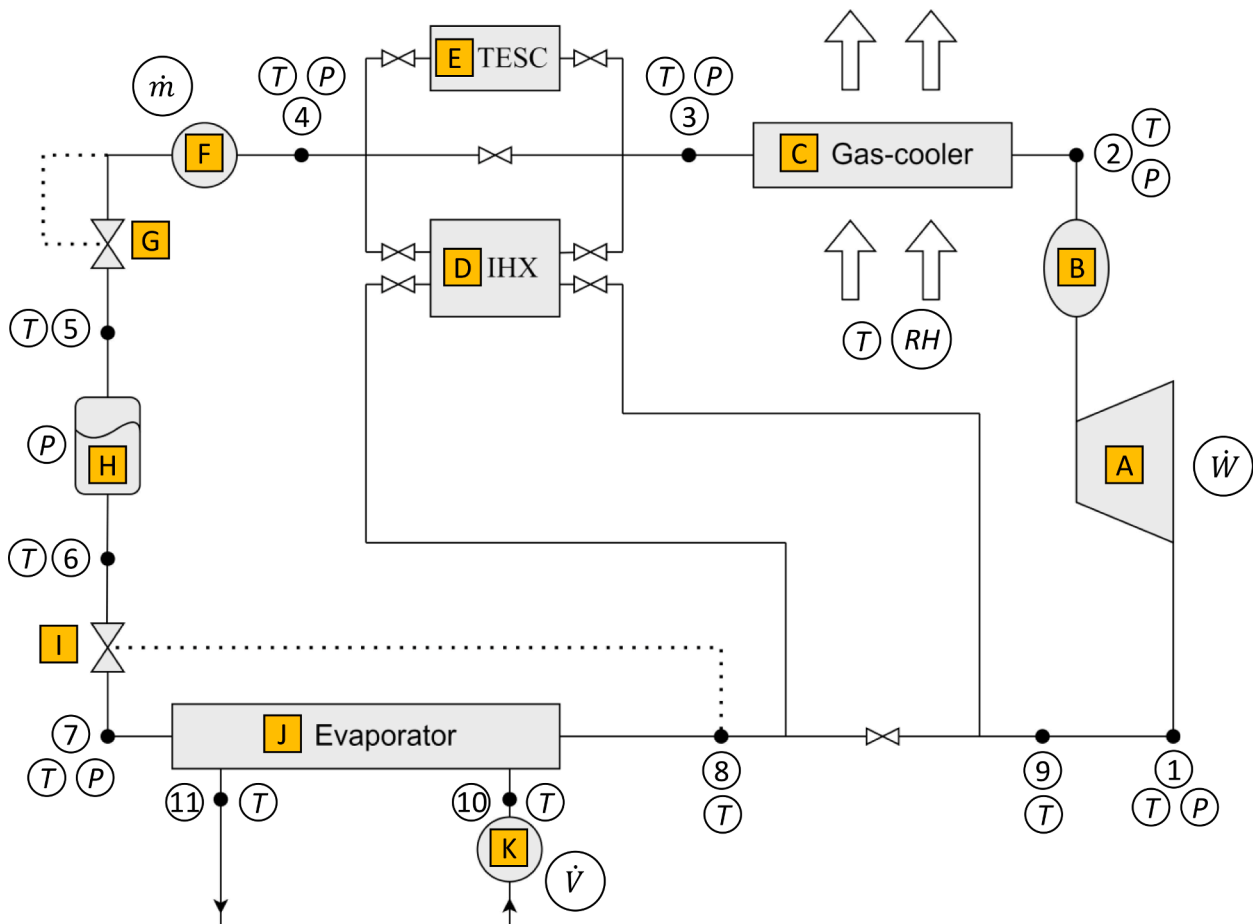 E TESC
T P
T P
ṁ
4
3
T
F
C Gas-cooler
2
P
G
D IHX
B
T 5
T RH
P
H
A
Ẇ
T 6
I
7
J Evaporator
T P
8
9
1
11 T
10 T
T
T
T P
K
V̇